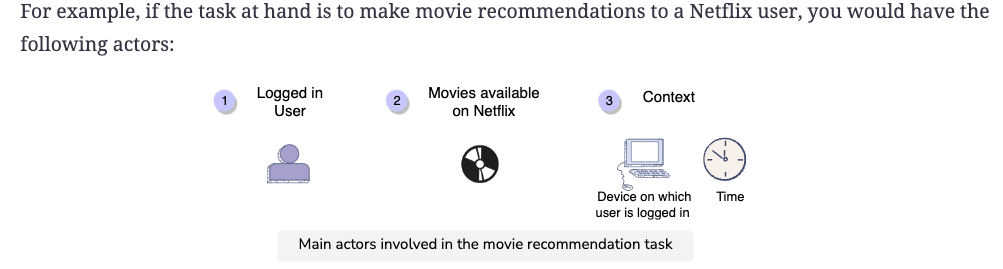 For example, if the task at hand is to make movie recommendations to a Netflix user, you would have the
following actors:
1
Logged in
User
2
Movies available
on Netflix
3
Context
Device on which
user is logged in
Time
Main actors involved in the movie recommendation task